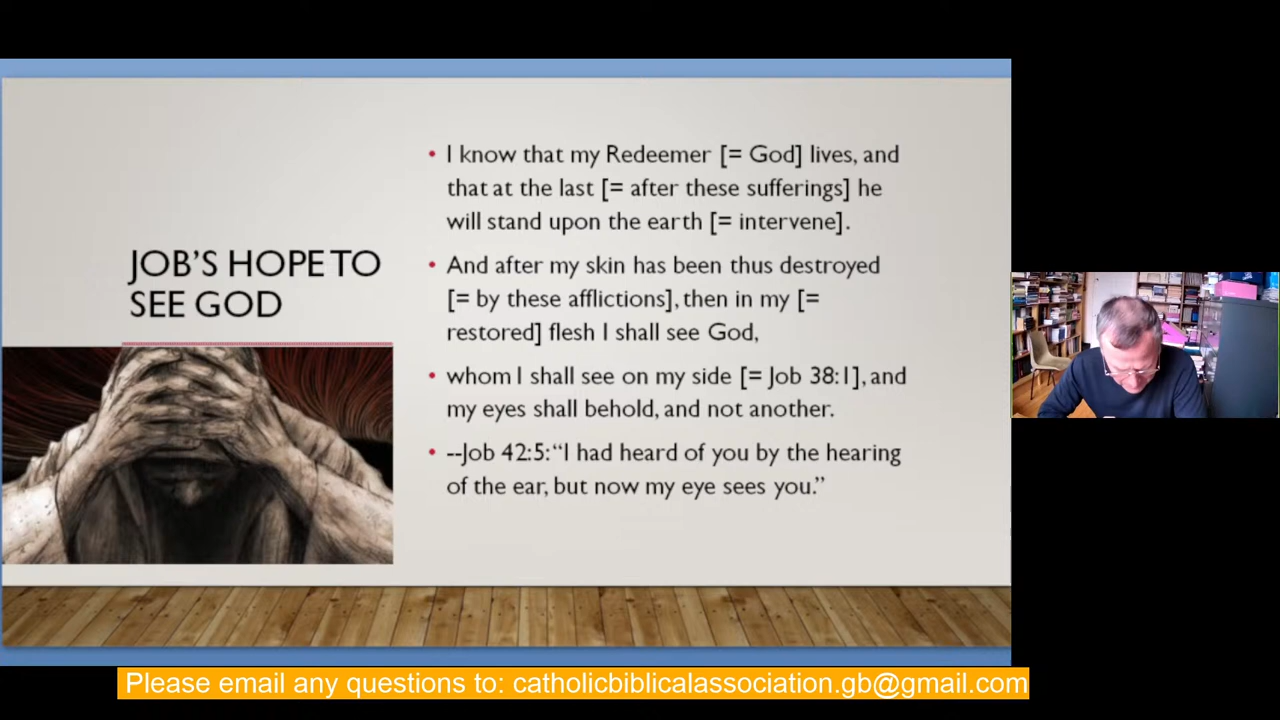 JOB'S HOPE TO
SEE GOD
• I know that my Redeemer [= God] lives, and
that at the last [= after these sufferings] he
will stand upon the earth [= intervene].
• And after my skin has been thus destroyed
[= by these afflictions], then in my [=
restored] flesh I shall see God,
• whom I shall see on my side [= Job 38:1], and
my eyes shall behold, and not another.
• --Job 42:5: “I had heard of you by the hearing
of the ear, but now my eye sees you.”
Please email any questions to: catholicbiblicalassociation.gb@gmail.com